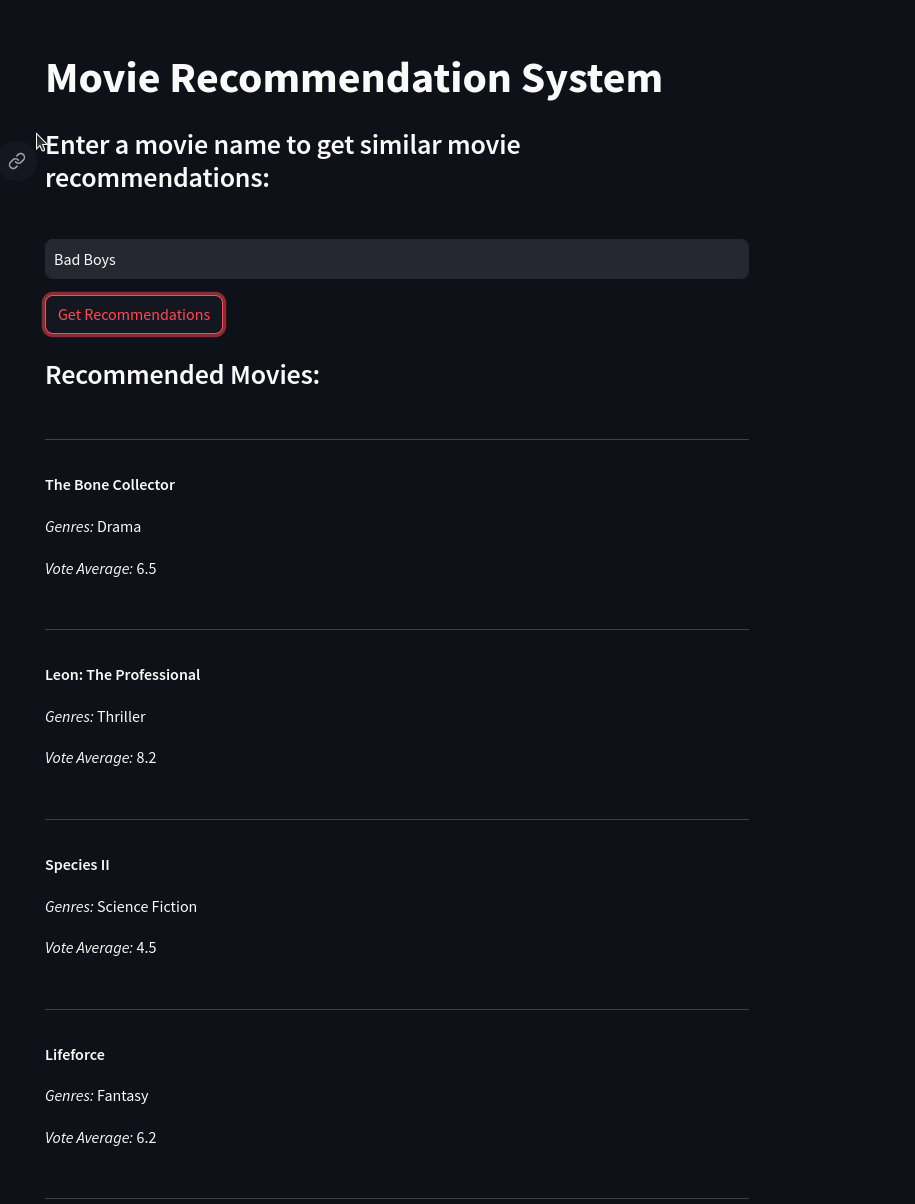 Movie Recommendation System
Enter a movie name to get similar movie
recommendations:
Bad Boys
Get Recommendations
Recommended Movies:
The Bone Collector
Genres: Drama
Vote Average: 6.5
Leon: The Professional
Genres: Thriller
Vote Average: 8.2
Species II
Genres: Science Fiction
Vote Average: 4.5
Lifeforce
Genres: Fantasy
Vote Average: 6.2